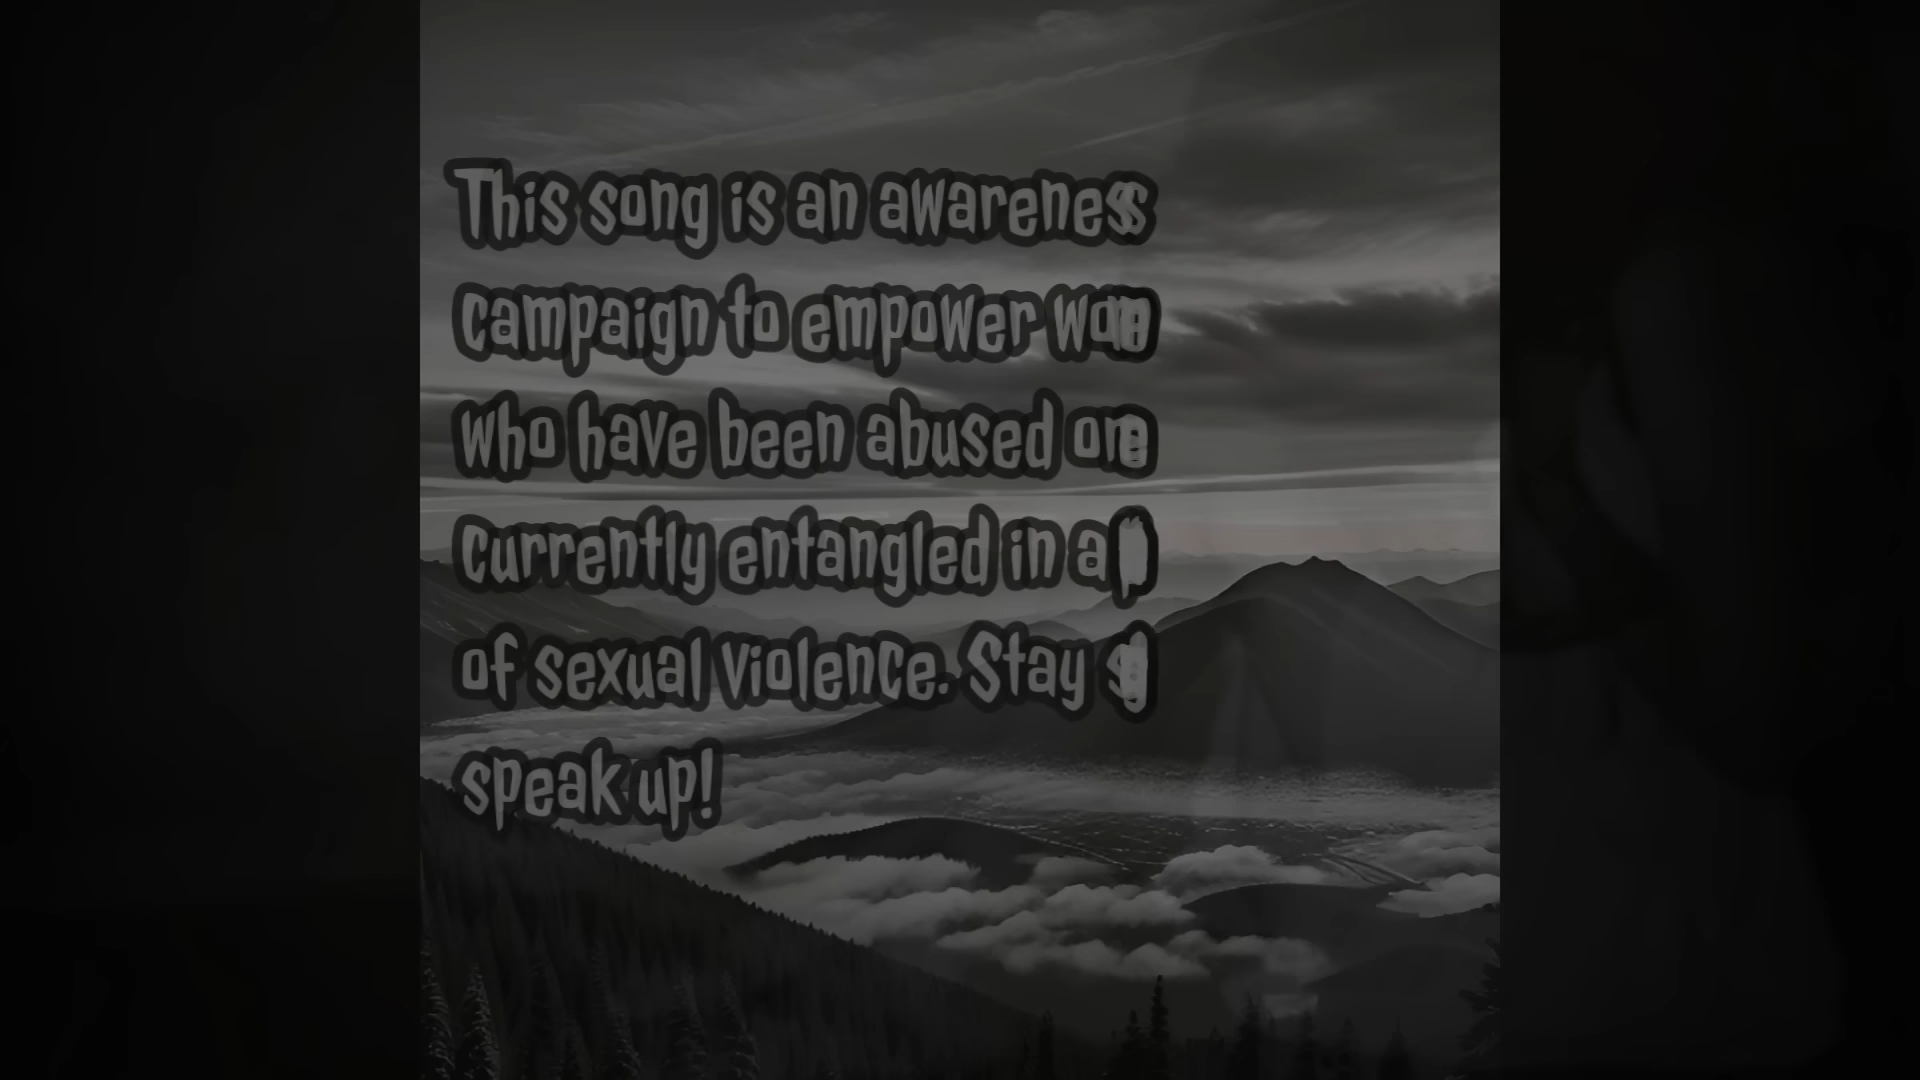 This song is an awareness
campaign to empower
who have been abused
currently entangled in a
of sexual violence. Stay
speak up!